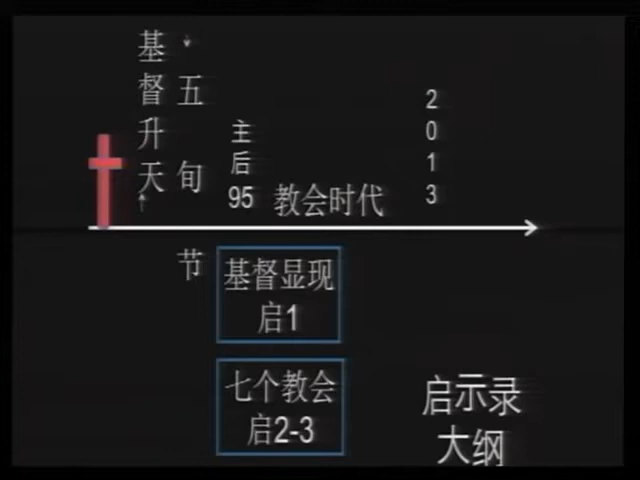 基督升天
五旬节
主后95
教会时代
2013
基督显现
启1
七个教会
启2-3
启示录
大纲